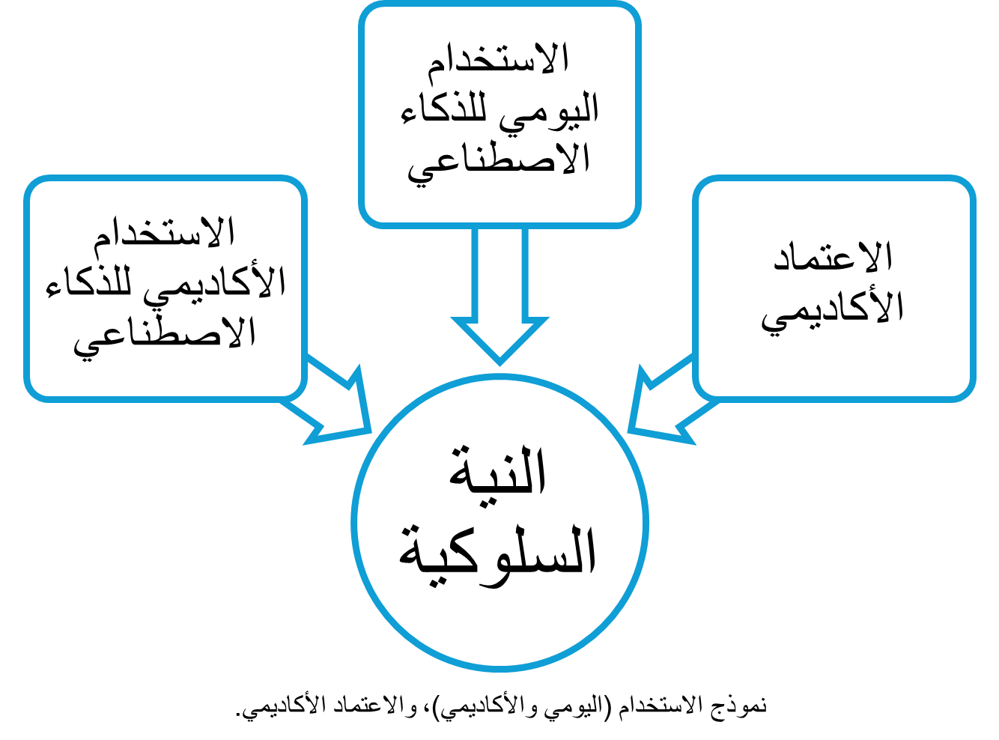 الاستخدام
اليومي للذكاء
الاصطناعي
الاعتماد
الأكاديمي
الاستخدام
الأكاديمي للذكاء
الاصطناعي
النية
السلوكية
نموذج الاستخدام (اليومي والأكاديمي)، والاعتماد الأكاديمي.